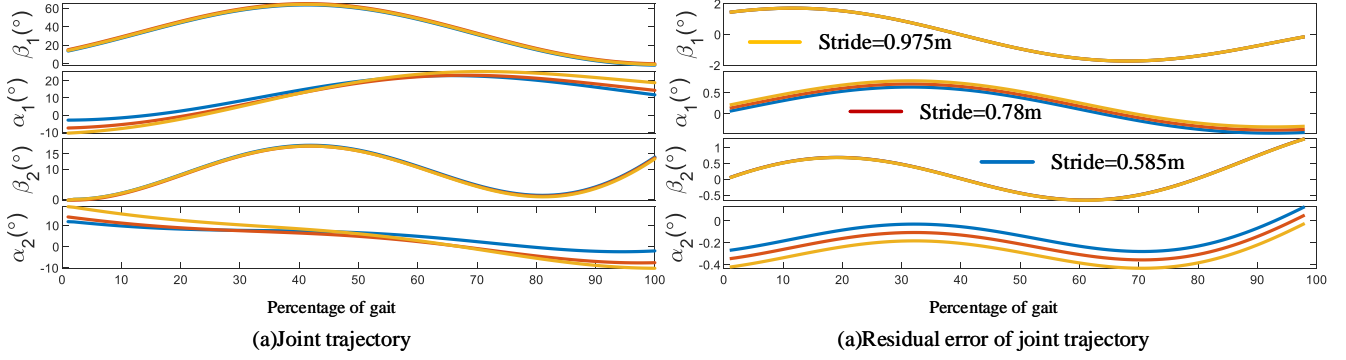 β1(°)
60
40
20
0
α1(°)
20
10
0
-10
β2(°)
15
10
0
α2(°)
10
0
-10
0 10 20 30 40 50 60 70 80 90 100
Percentage of gait
(a)Joint trajectory
β1(°)
2
0
-2
Stride=0.975m
α1(°)
0.5
0
Stride=0.78m
β2(°)
1
0.5
0
-0.5
Stride=0.585m
α2(°)
0
-0.2
-0.4
0 10 20 30 40 50 60 70 80 90 100
Percentage of gait
(a)Residual error of joint trajectory